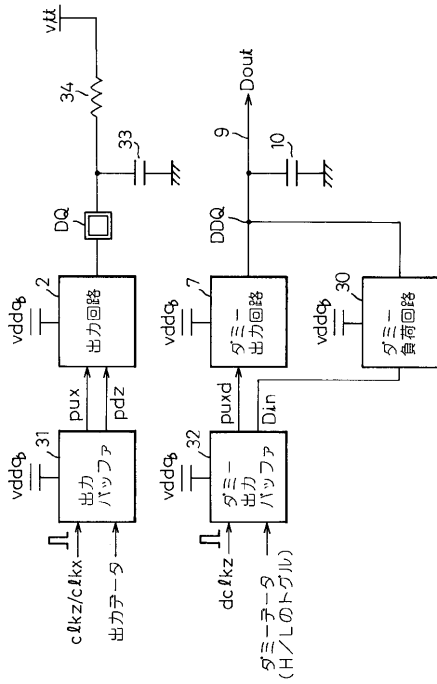 clkz/clkx
出力データ
vddq
31
出力
バッファ
pux
pdz
vddq
2
出力回路
DQ
33
34
vtt
dclkz
ダミーデータ
(H/Lのトグル)
vddq
32
ダミー
出力
バッファ
puxd
Din
vddq
7
ダミー
出力回路
DDQ
9
Dout
10
vddq
30
ダミー
負荷回路